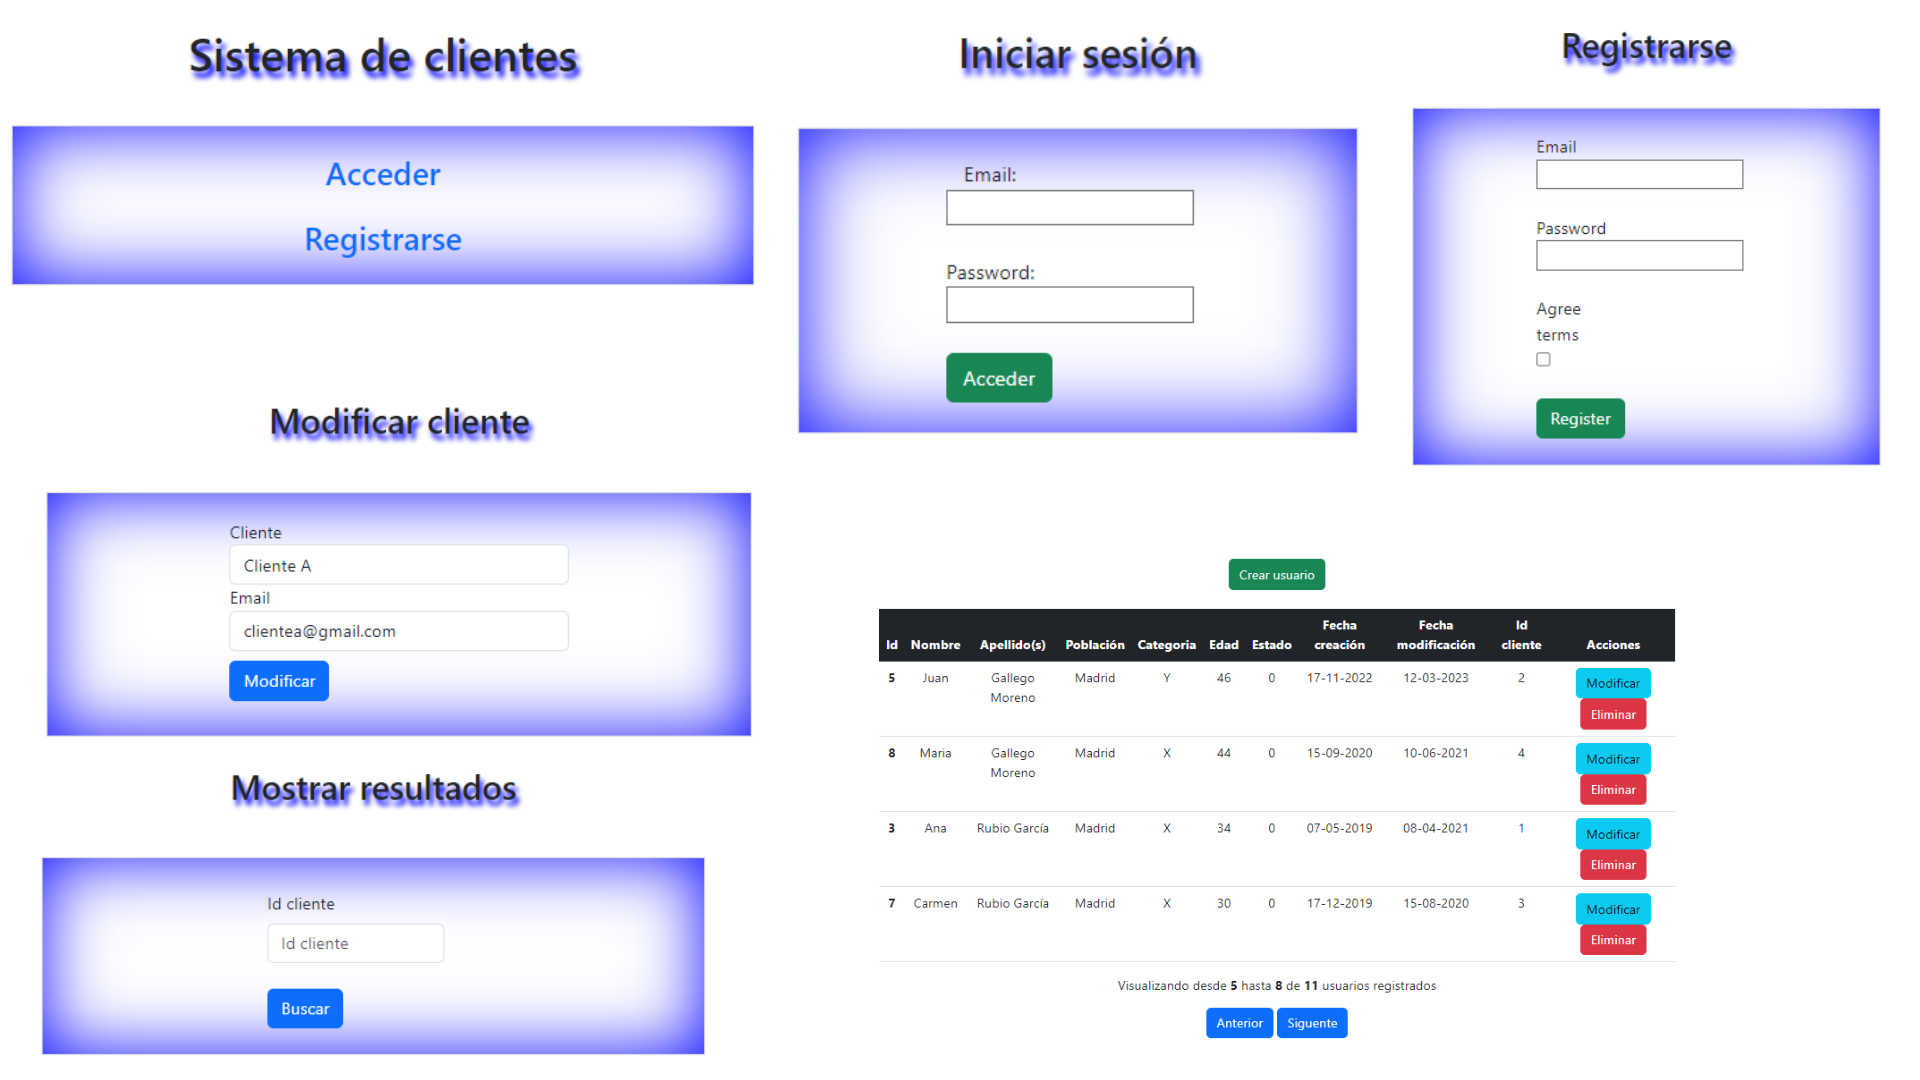 Sistema de clientes
Acceder
Registrarse
Iniciar sesión
Email:
Password:
Acceder
Registrarse
Email
Password
Agree
terms
Register
Modificar cliente
Cliente
Cliente A
Email
clientea@gmail.com
Modificar
Mostrar resultados
Id cliente
Id cliente
Buscar
Crear usuario
Id Nombre Apellido(s) Población Categoria Edad Estado Fecha creación Fecha modificación Id cliente Acciones
5 Juan Gallego Moreno Madrid Y 46 0 17-11-2022 12-03-2023 2 Modificar
Eliminar
8 Maria Gallego Moreno Madrid X 44 0 15-09-2020 10-06-2021 4 Modificar
Eliminar
3 Ana Rubio García Madrid X 34 0 07-05-2019 08-04-2021 1 Modificar
Eliminar
7 Carmen Rubio García Madrid X 30 0 17-12-2019 15-08-2020 3 Modificar
Eliminar
Visualizando desde 5 hasta 8 de 11 usuarios registrados
Anterior Siguente